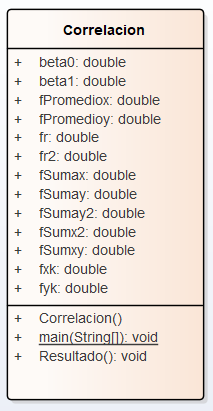 Correlacion
+ beta0: double
+ beta1: double
+ fPromediox: double
+ fPromedioy: double
+ fr: double
+ fr2: double
+ fSumax: double
+ fSumay: double
+ fSumay2: double
+ fSumx2: double
+ fSumxy: double
+ fxk: double
+ fyk: double
+ Correlacion()
+ main(String[]): void
+ Resultado(): void